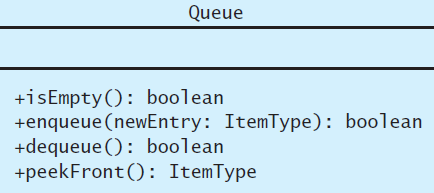 Queue
+isEmpty(): boolean
+enqueue(newEntry: ItemType): boolean
+dequeue(): boolean
+peekFront(): ItemType